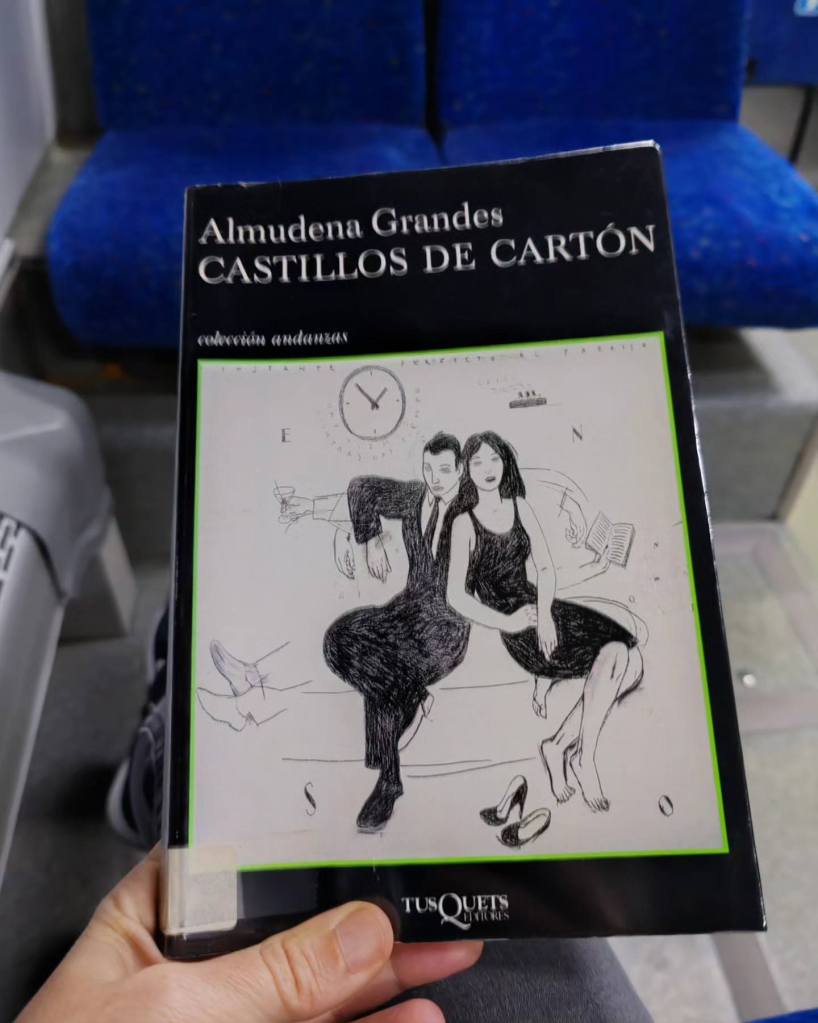 Almudena Grandes
CASTILLOS DE CARTÓN
colección andanzas
E N
S O
TUSQUETS
EDITORES